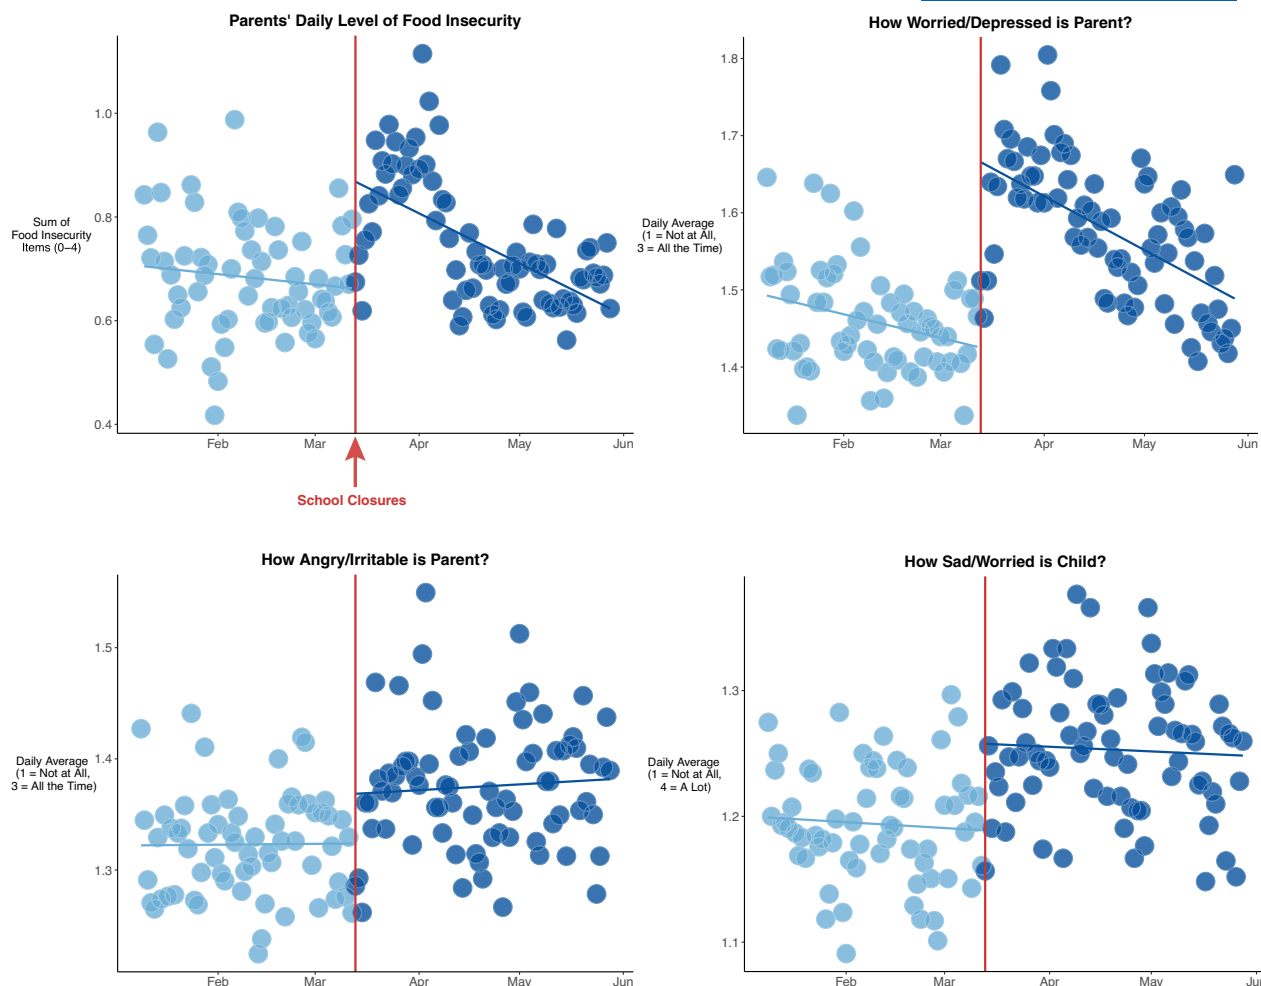 Parents' Daily Level of Food Insecurity
Sum of
Food Insecurity
Items (0–4)
1.0
0.8
0.6
0.4
Feb
Mar
Apr
May
Jun
School Closures
How Worried/Depressed is Parent?
Daily Average
(1 = Not at All,
3 = All the Time)
1.8
1.7
1.6
1.5
1.4
Feb
Mar
Apr
May
Jun
How Angry/Irritable is Parent?
Daily Average
(1 = Not at All,
3 = All the Time)
1.5
1.4
1.3
Feb
Mar
Apr
May
Jun
How Sad/Worried is Child?
Daily Average
(1 = Not at All,
4 = A Lot)
1.3
1.2
1.1
Feb
Mar
Apr
May
Jun